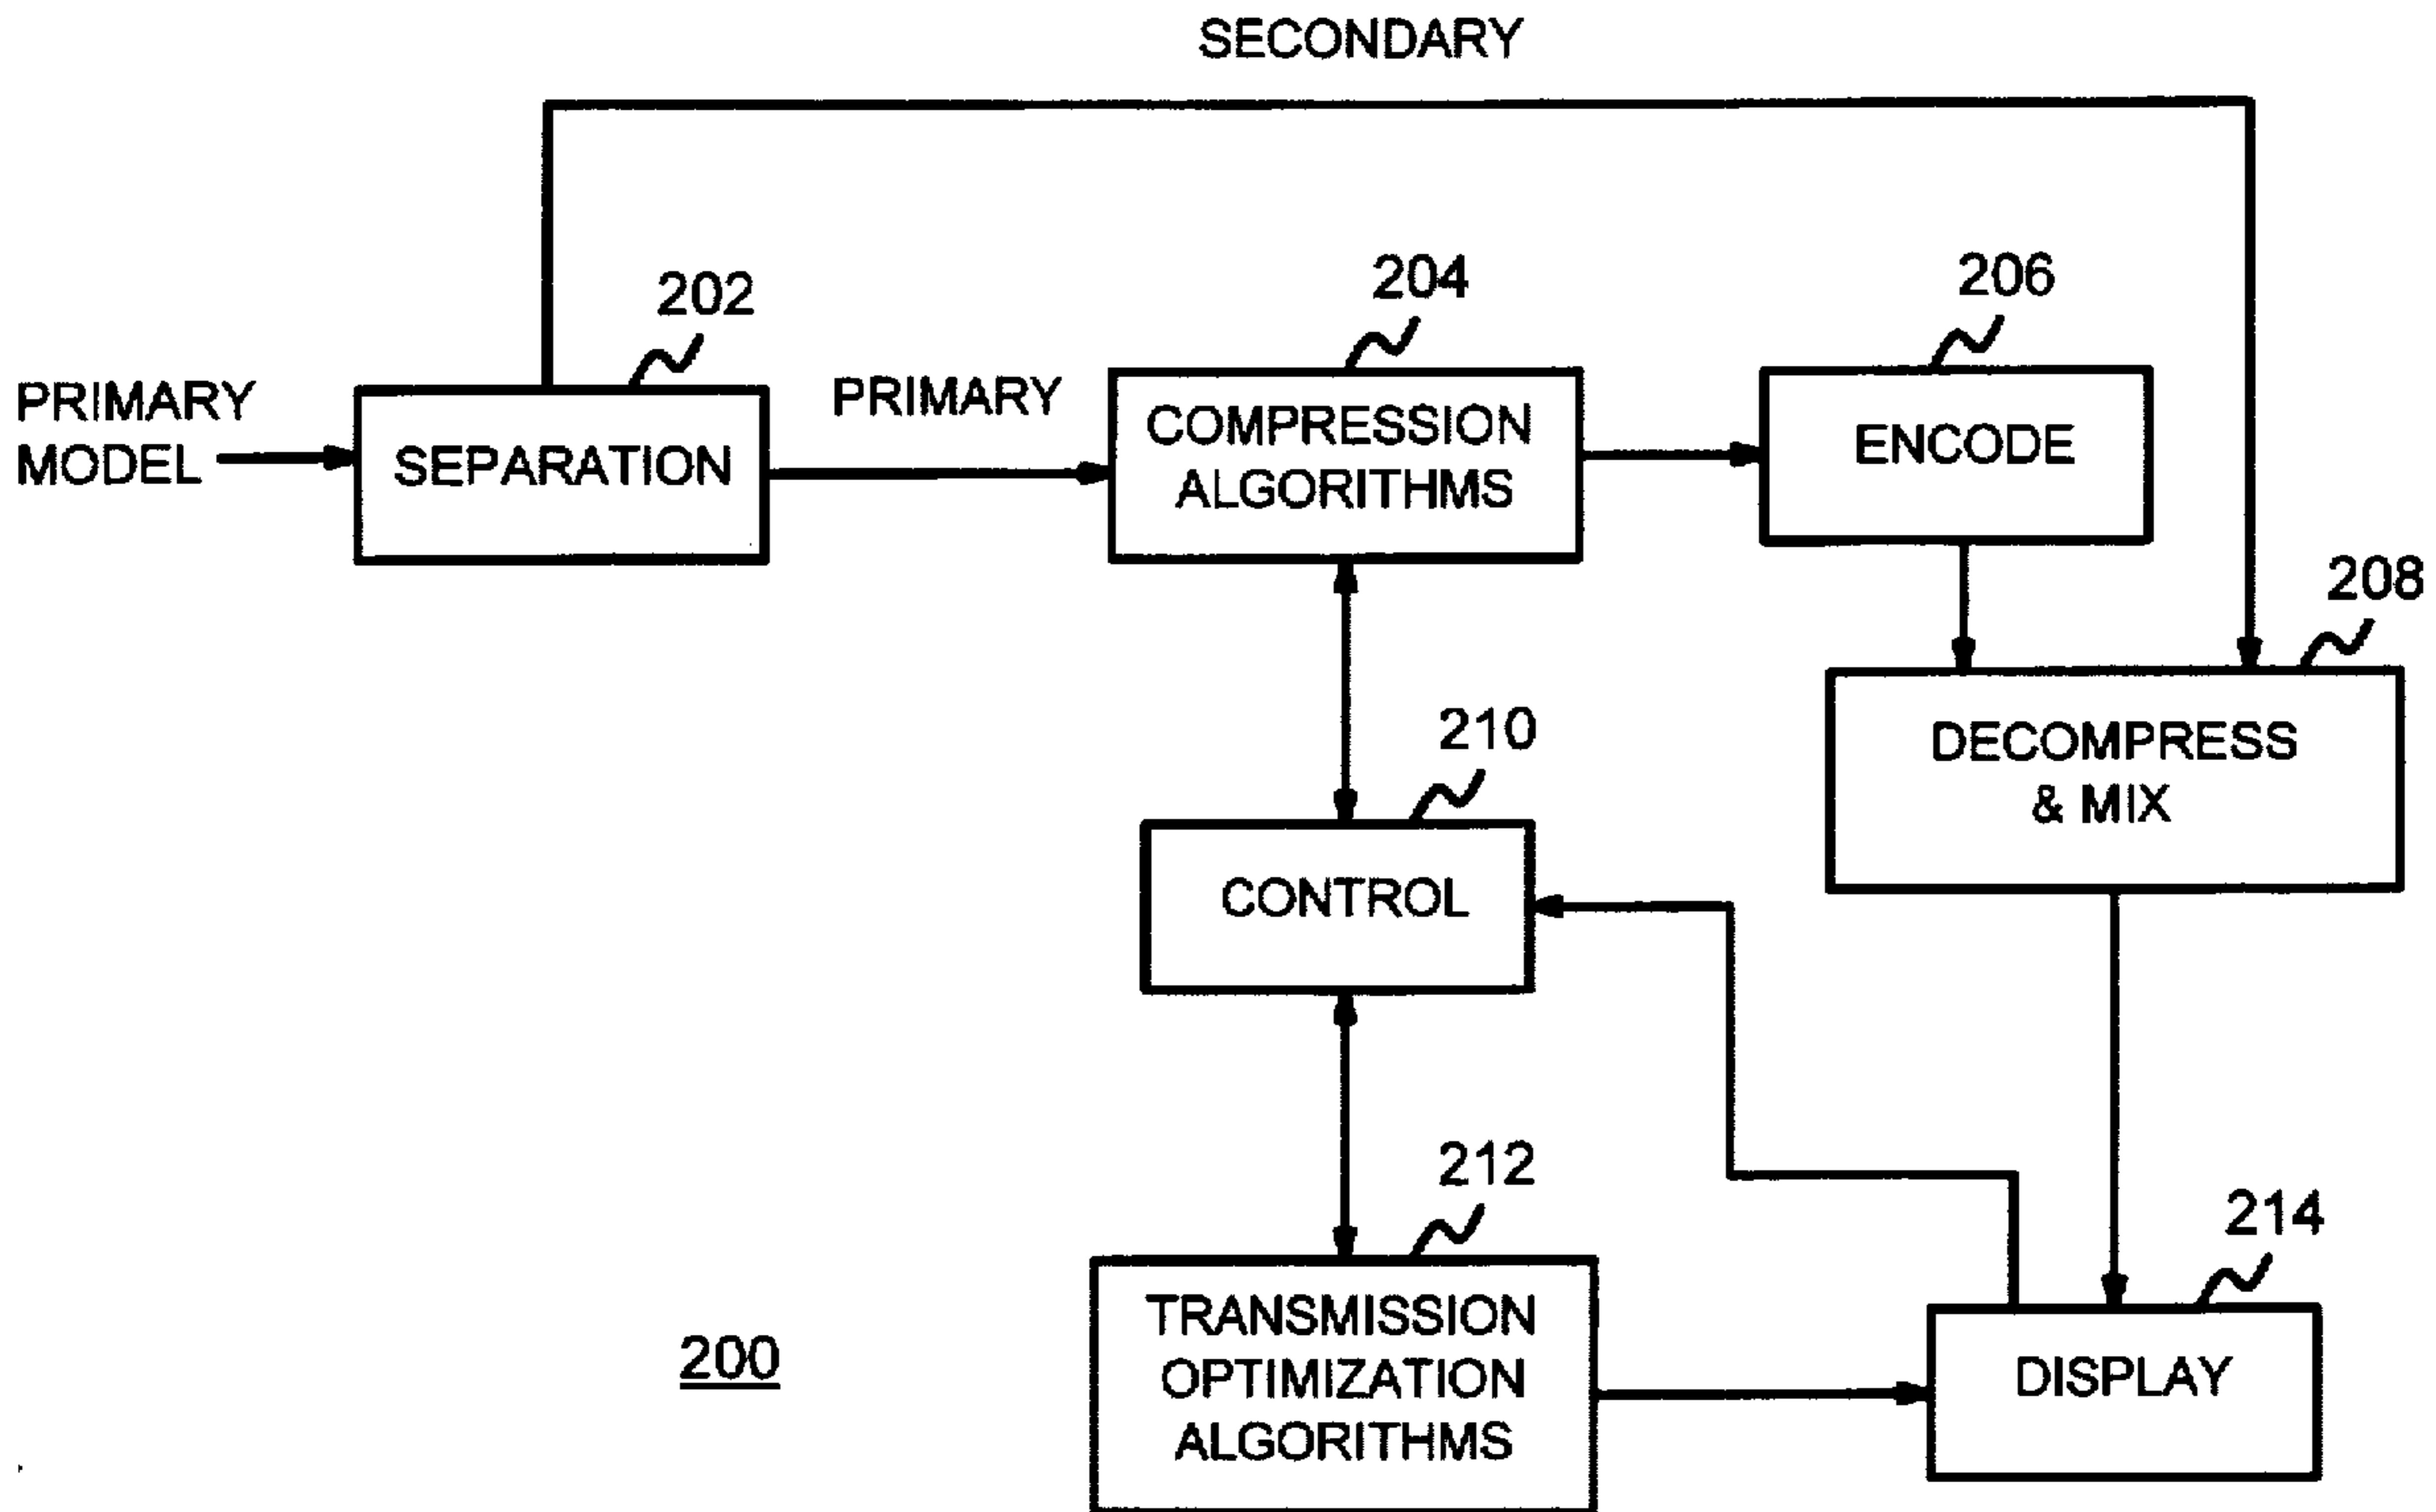 SECONDARY
202
204
206
PRIMARY
MODEL
SEPARATION
PRIMARY
COMPRESSION
ALGORITHMS
ENCODE
208
DECOMPRESS
& MIX
210
CONTROL
212
TRANSMISSION
OPTIMIZATION
ALGORITHMS
214
DISPLAY
200